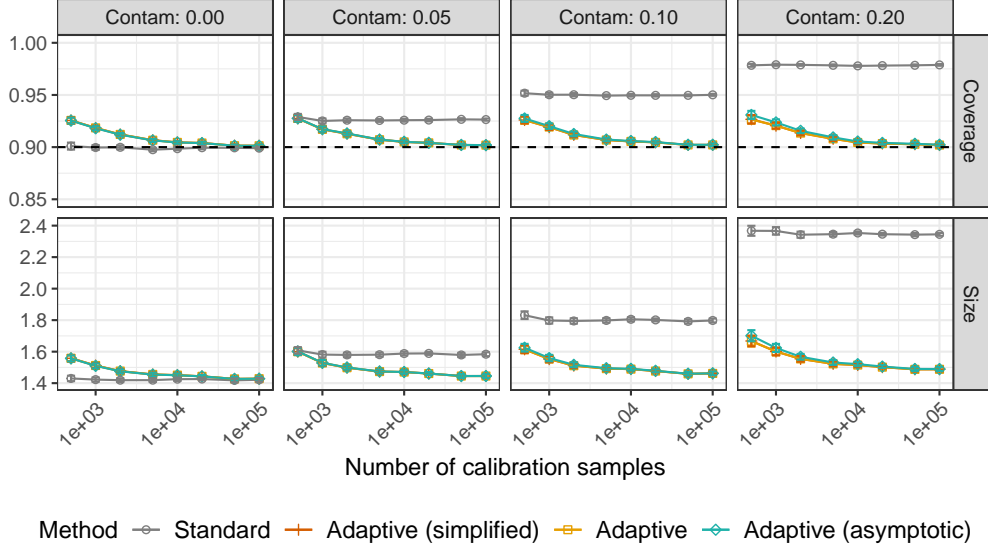 Contam: 0.00 Contam: 0.05 Contam: 0.10 Contam: 0.20
1.00
0.95
0.90
0.85
Coverage
2.4
2.2
2.0
1.8
1.6
1.4
Size
1e+03 1e+04 1e+05 1e+03 1e+04 1e+05 1e+03 1e+04 1e+05 1e+03 1e+04 1e+05
Number of calibration samples
Method Standard Adaptive (simplified) Adaptive Adaptive (asymptotic)